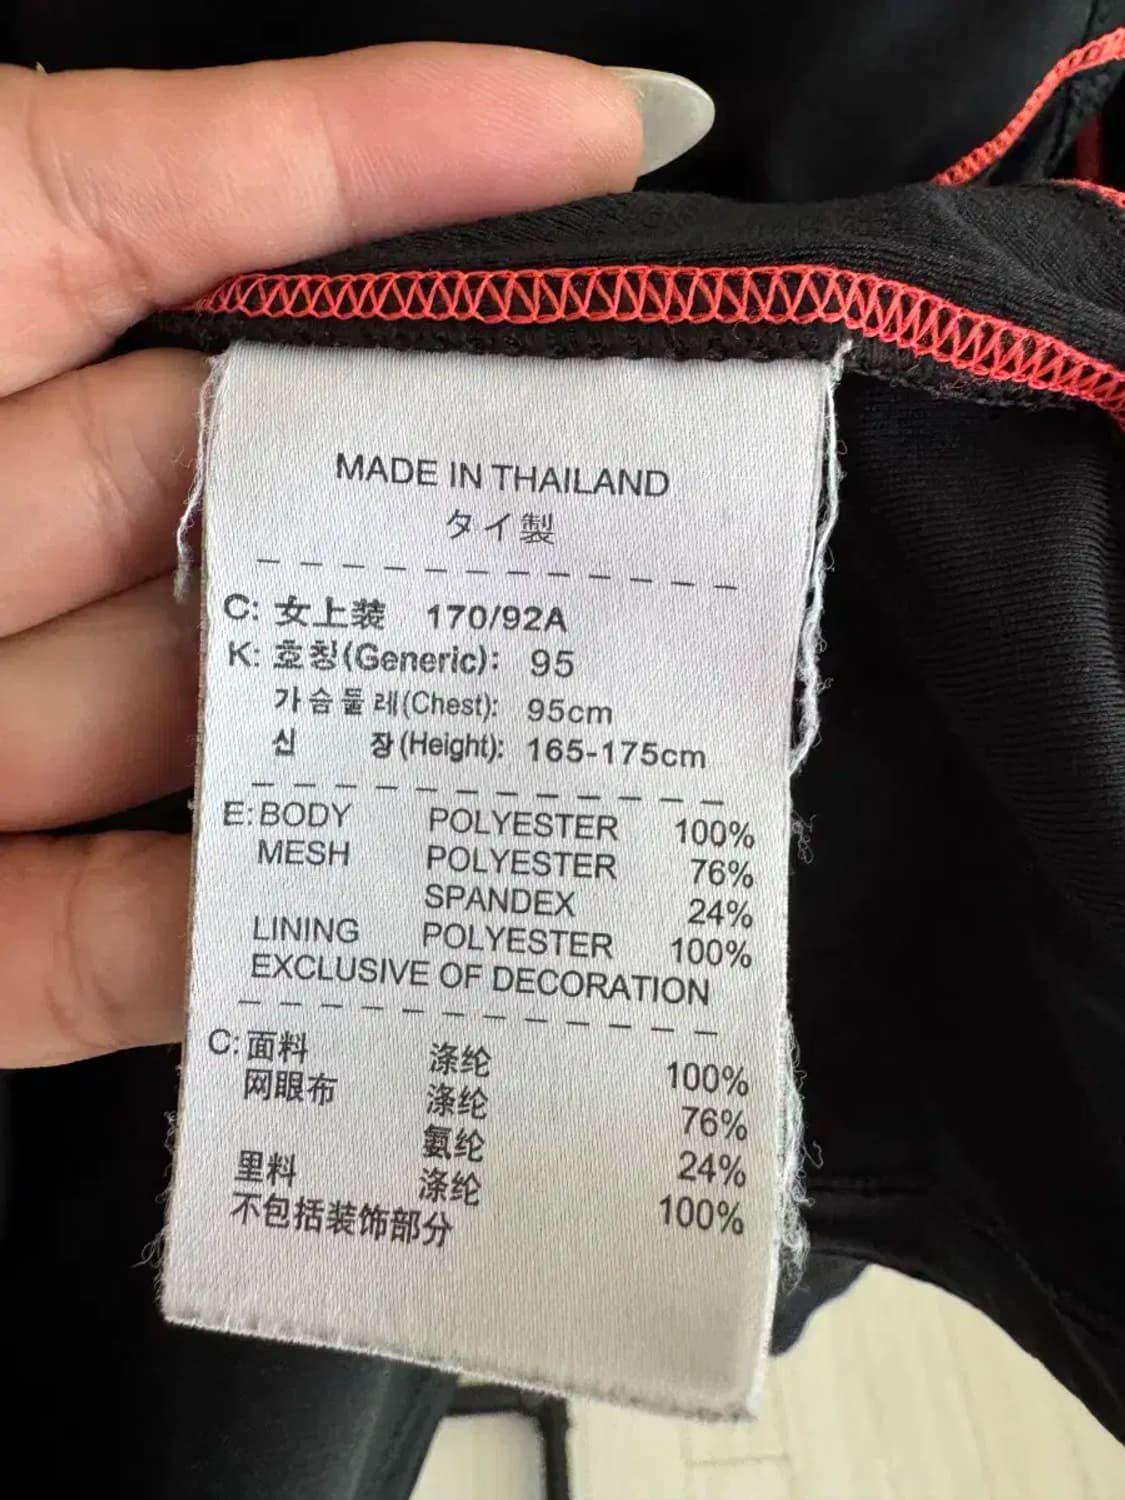 MADE IN THAILAND
タイ製
C: 女上装 170/92A
K: 호칭(Generic): 95
가슴둘레(Chest): 95cm
신 장(Height): 165-175cm
E: BODY POLYESTER 100%
MESH POLYESTER 76%
SPANDEX 24%
LINING POLYESTER 100%
EXCLUSIVE OF DECORATION
C: 面料 涤纶 100%
网眼布 涤纶 76%
氨纶 24%
里料 涤纶 100%
不包括装饰部分